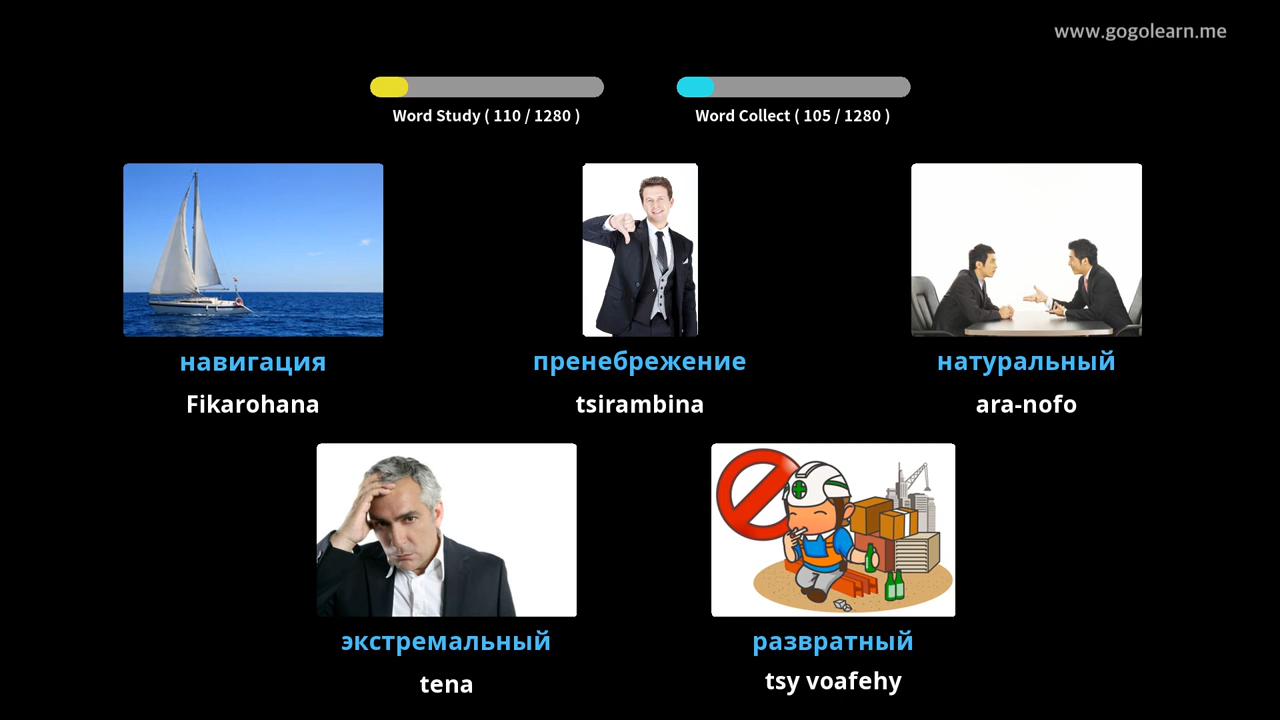 www.gogolearn.me
Word Study ( 110 / 1280 )
Word Collect ( 105 / 1280 )
навигация
пренебрежение
натуральный
Fikarohana
tsirambina
ara-nofo
экстремальный
развратный
tena
tsy voafehy